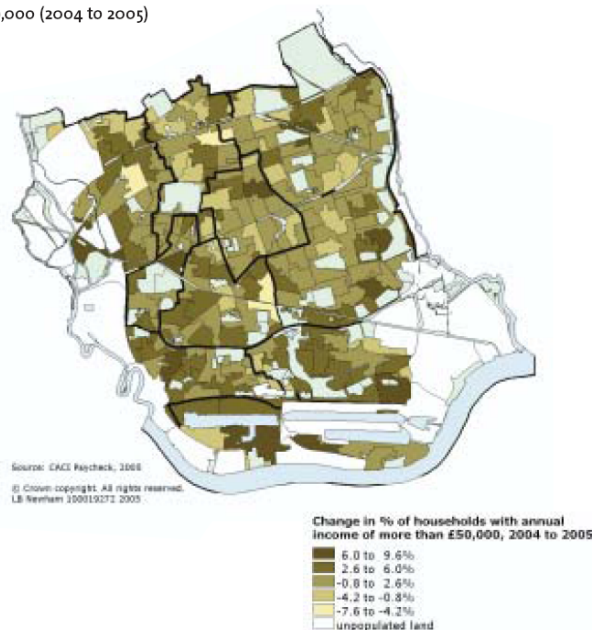 ,000 (2004 to 2005)
Source: CACI Paycheck, 2005
© Crown copyright. All rights reserved.
LB Newham 100019272 2005
Change in % of households with annual
income of more than £50,000, 2004 to 2005
6.0 to 9.6%
2.6 to 6.0%
-0.8 to 2.6%
-4.2 to -0.8%
-7.6 to -4.2%
unpopulated land